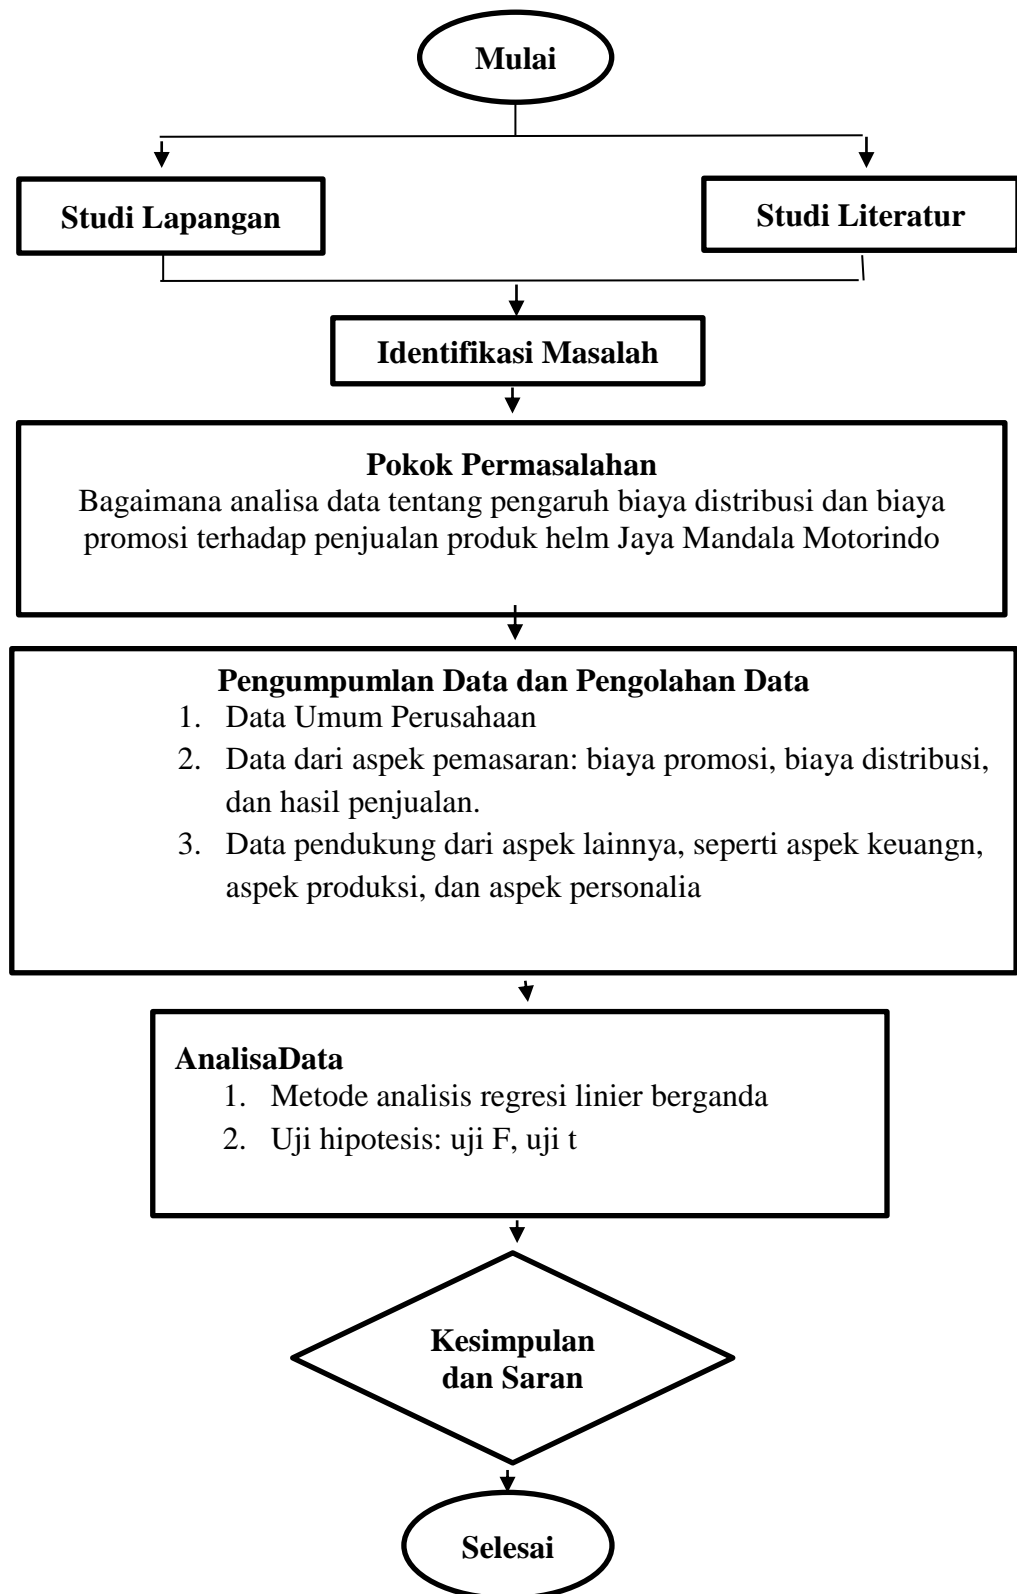 Mulai
Studi Lapangan
Studi Literatur
Identifikasi Masalah
Pokok Permasalahan
Bagaimana analisa data tentang pengaruh biaya distribusi dan biaya
promosi terhadap penjualan produk helm Jaya Mandala Motorindo
Pengumpumlan Data dan Pengolahan Data
1. Data Umum Perusahaan
2. Data dari aspek pemasaran: biaya promosi, biaya distribusi,
dan hasil penjualan.
3. Data pendukung dari aspek lainnya, seperti aspek keuangn,
aspek produksi, dan aspek personalia
AnalisaData
1. Metode analisis regresi linier berganda
2. Uji hipotesis: uji F, uji t
Kesimpulan
dan Saran
Selesai